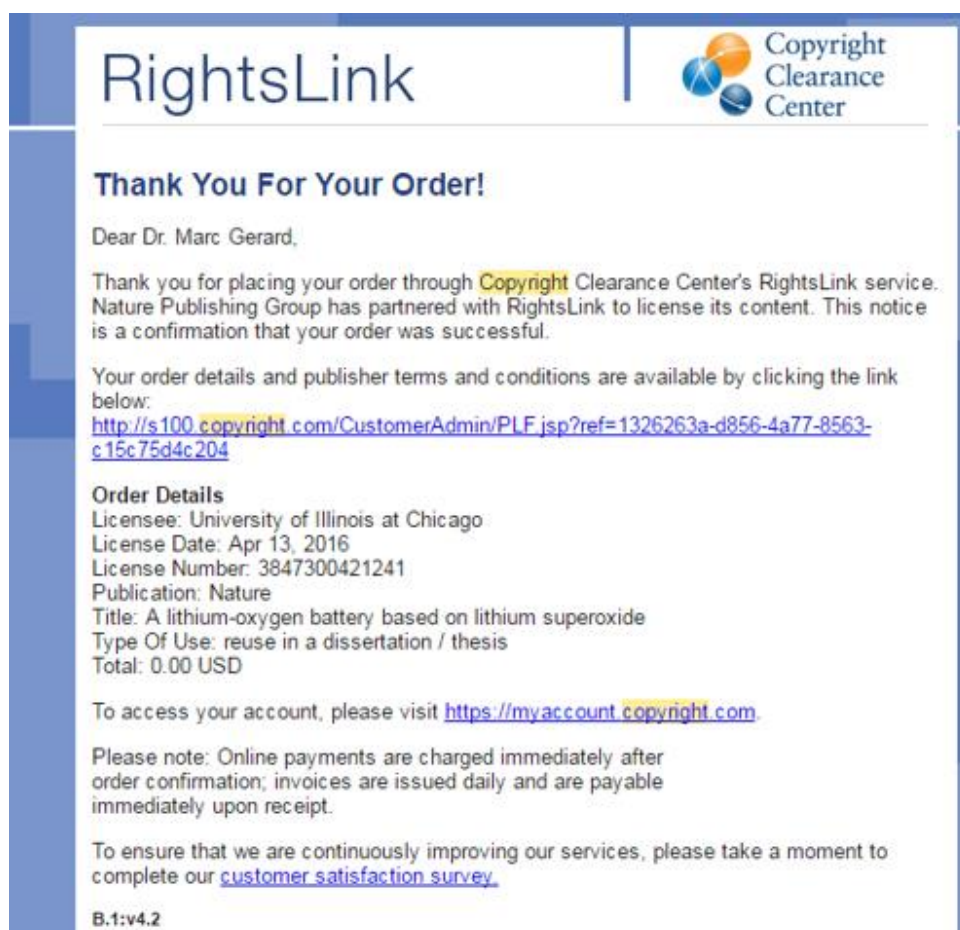 RightsLink
Copyright
Clearance
Center
Thank You For Your Order!
Dear Dr. Marc Gerard,
Thank you for placing your order through Copyright Clearance Center's RightsLink service.
Nature Publishing Group has partnered with RightsLink to license its content. This notice
is a confirmation that your order was successful.
Your order details and publisher terms and conditions are available by clicking the link
below:
http://s100.copyright.com/CustomerAdmin/PLF.jsp?ref=1326263a-d856-4a77-8563-
c15c75d4c204
Order Details
Licensee: University of Illinois at Chicago
License Date: Apr 13, 2016
License Number: 3847300421241
Publication: Nature
Title: A lithium-oxygen battery based on lithium superoxide
Type Of Use: reuse in a dissertation / thesis
Total: 0.00 USD
To access your account, please visit https://myaccount.copyright.com.
Please note: Online payments are charged immediately after
order confirmation; invoices are issued daily and are payable
immediately upon receipt.
To ensure that we are continuously improving our services, please take a moment to
complete our customer satisfaction survey.
B.1:v4.2